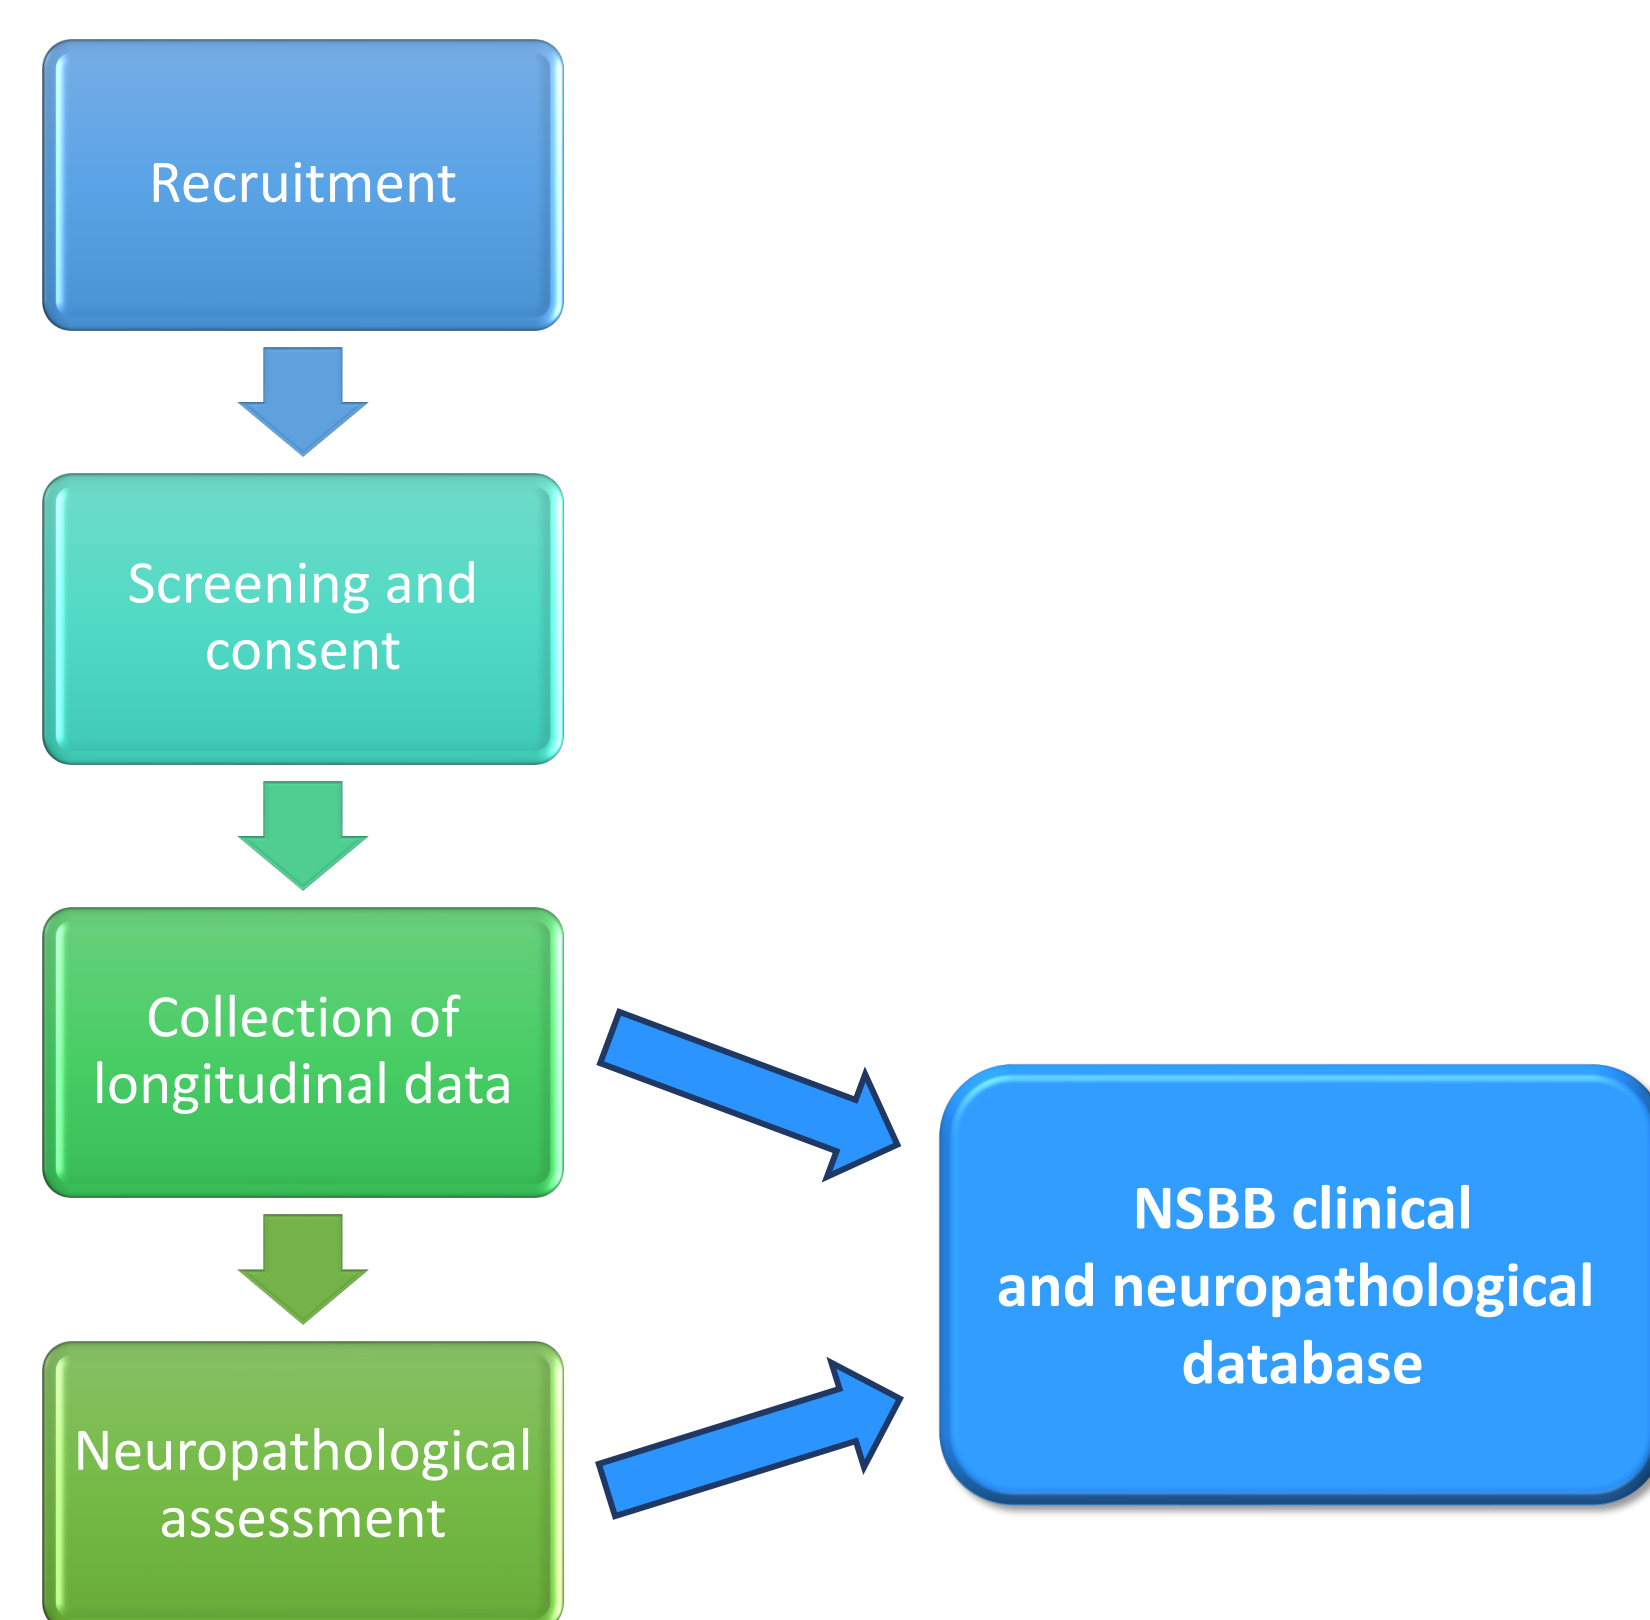 Recruitment
Screening and
consent
Collection of
longitudinal data
Neuropathological
assessment
NSBB clinical
and neuropathological
database